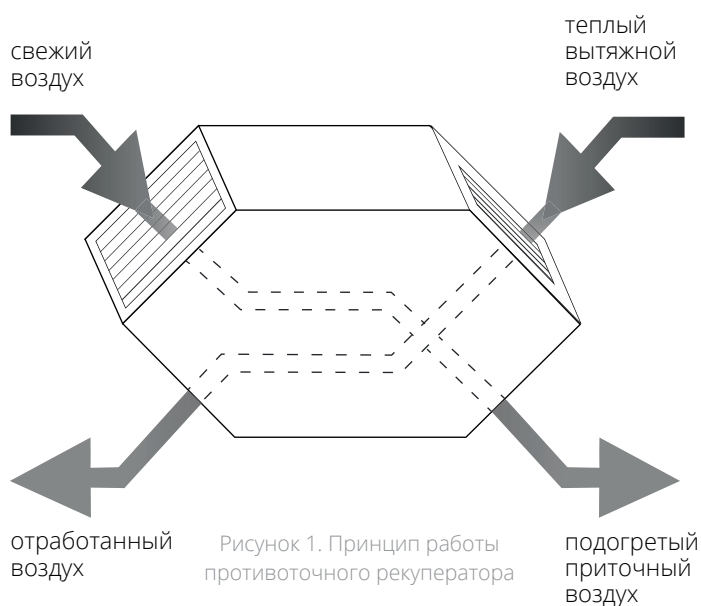 свежий
воздух
теплый
вытяжной
воздух
отработанный
воздух
Рисунок 1. Принцип работы
противоточного рекуператора
подогретый
приточный
воздух